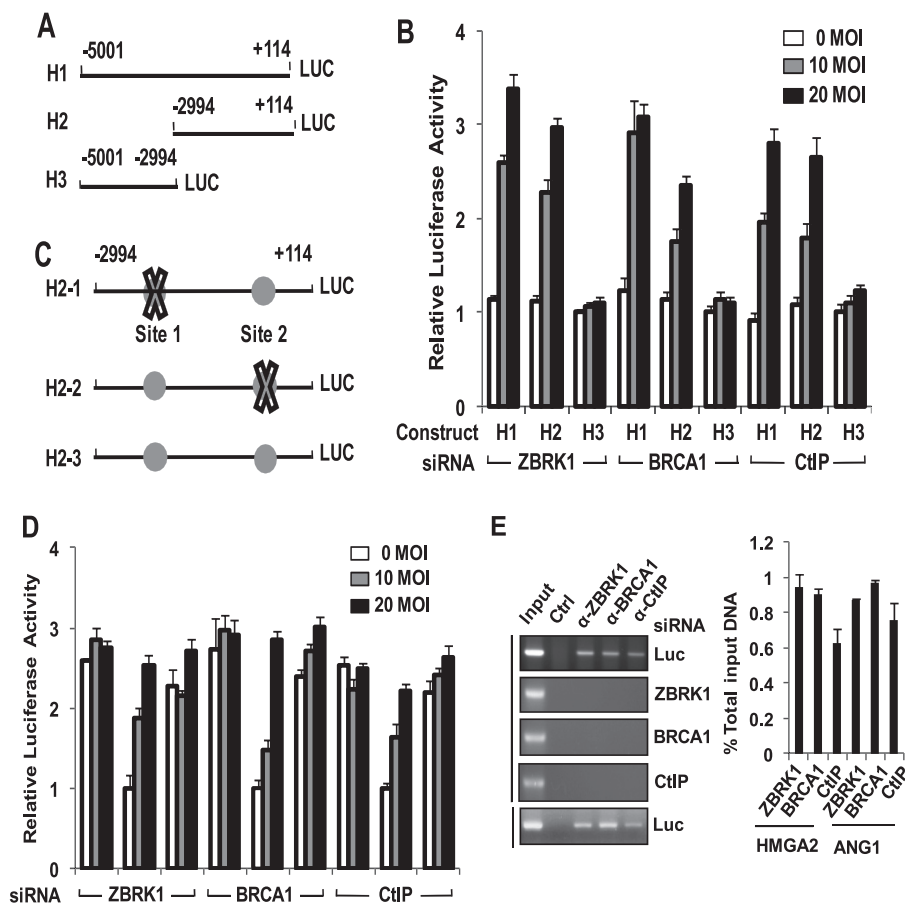 A
-5001 +114
H1 LUC
-2994 +114
H2 LUC
-5001 -2994
H3 LUC
B
Relative Luciferase Activity
4
3
2
1
0
0 MOI
10 MOI
20 MOI
Construct H1 H2 H3 H1 H2 H3 H1 H2 H3
siRNA ZBRK1 BRCA1 CtIP
C
-2994 +114
H2-1 LUC
Site 1 Site 2
H2-2 LUC
H2-3 LUC
D
Relative Luciferase Activity
4
3
2
1
0
0 MOI
10 MOI
20 MOI
siRNA ZBRK1 BRCA1 CtIP
E
Input Ctrl α-ZBRK1 α-BRCA1 α-CtIP
siRNA
Luc
ZBRK1
BRCA1
CtIP
Luc
% Total input DNA
1.2
1
0.8
0.6
0.4
0.2
0
ZBRK1 BRCA1 CtIP ZBRK1 BRCA1 CtIP
HMGA2 ANG1